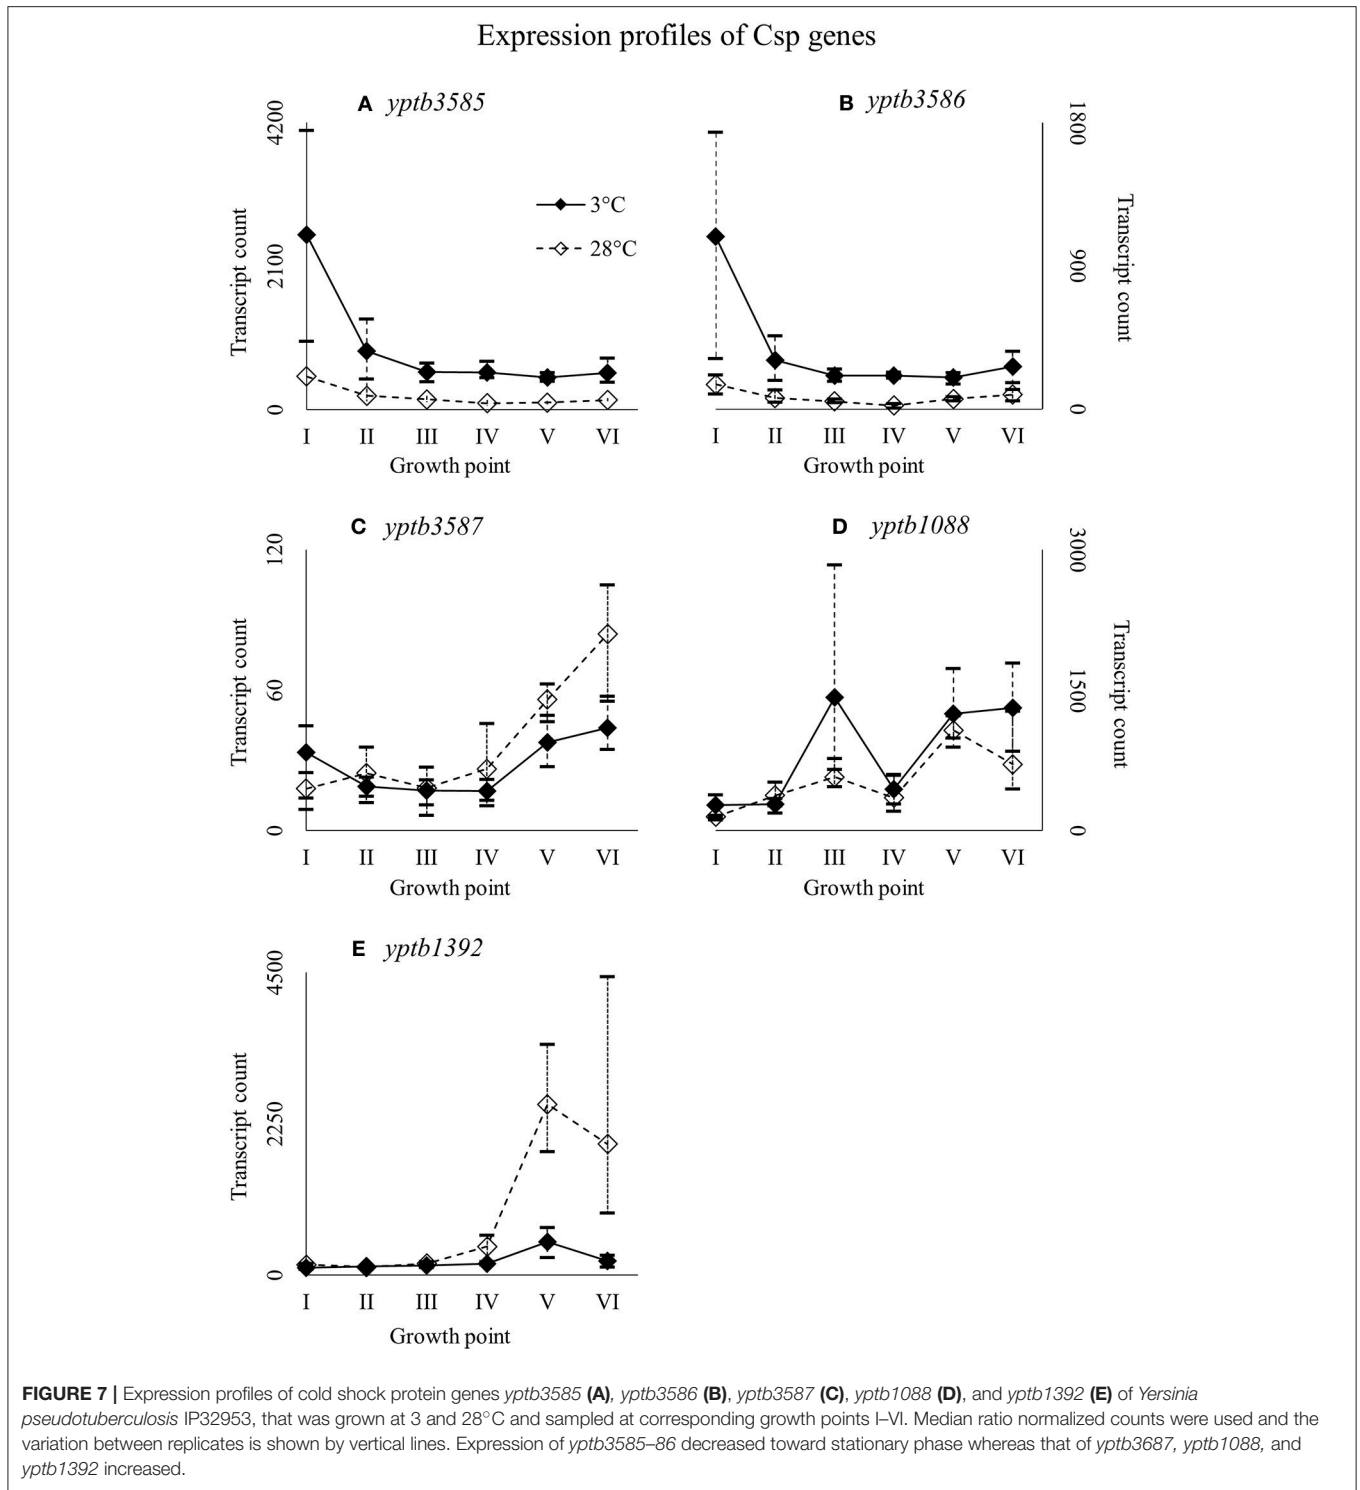 Expression profiles of Csp genes
A yptb3585
4200
2100
0
Transcript count
3°C
28°C
I II III IV V VI
Growth point
B yptb3586
1800
900
0
Transcript count
I II III IV V VI
Growth point
C yptb3587
120
60
0
Transcript count
I II III IV V VI
Growth point
D yptb1088
3000
1500
0
Transcript count
I II III IV V VI
Growth point
E yptb1392
4500
2250
0
Transcript count
I II III IV V VI
Growth point
FIGURE 7 | Expression profiles of cold shock protein genes yptb3585 (A), yptb3586 (B), yptb3587 (C), yptb1088 (D), and yptb1392 (E) of Yersinia
pseudotuberculosis IP32953, that was grown at 3 and 28°C and sampled at corresponding growth points I–VI. Median ratio normalized counts were used and the
variation between replicates is shown by vertical lines. Expression of yptb3585–86 decreased toward stationary phase whereas that of yptb3687, yptb1088, and
yptb1392 increased.